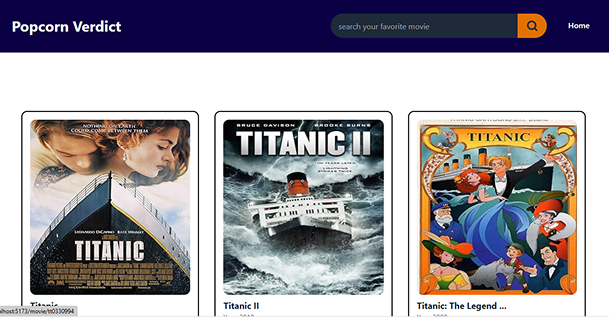 Popcorn Verdict
search your favorite movie
Home
NOTHING ON EARTH
COULD COME BETWEEN THEM
LEONARDO DICAPRIO KATE WINSLET
TITANIC
BRUCE DAVISON BROOKE BURNS
TITANIC II
100 YEARS LATER,
LIGHTNING
STRIKES TWICE
TITANIC
Titanic
Titanic II
Titanic: The Legend ...
alhost:5173/movie/tt0330994